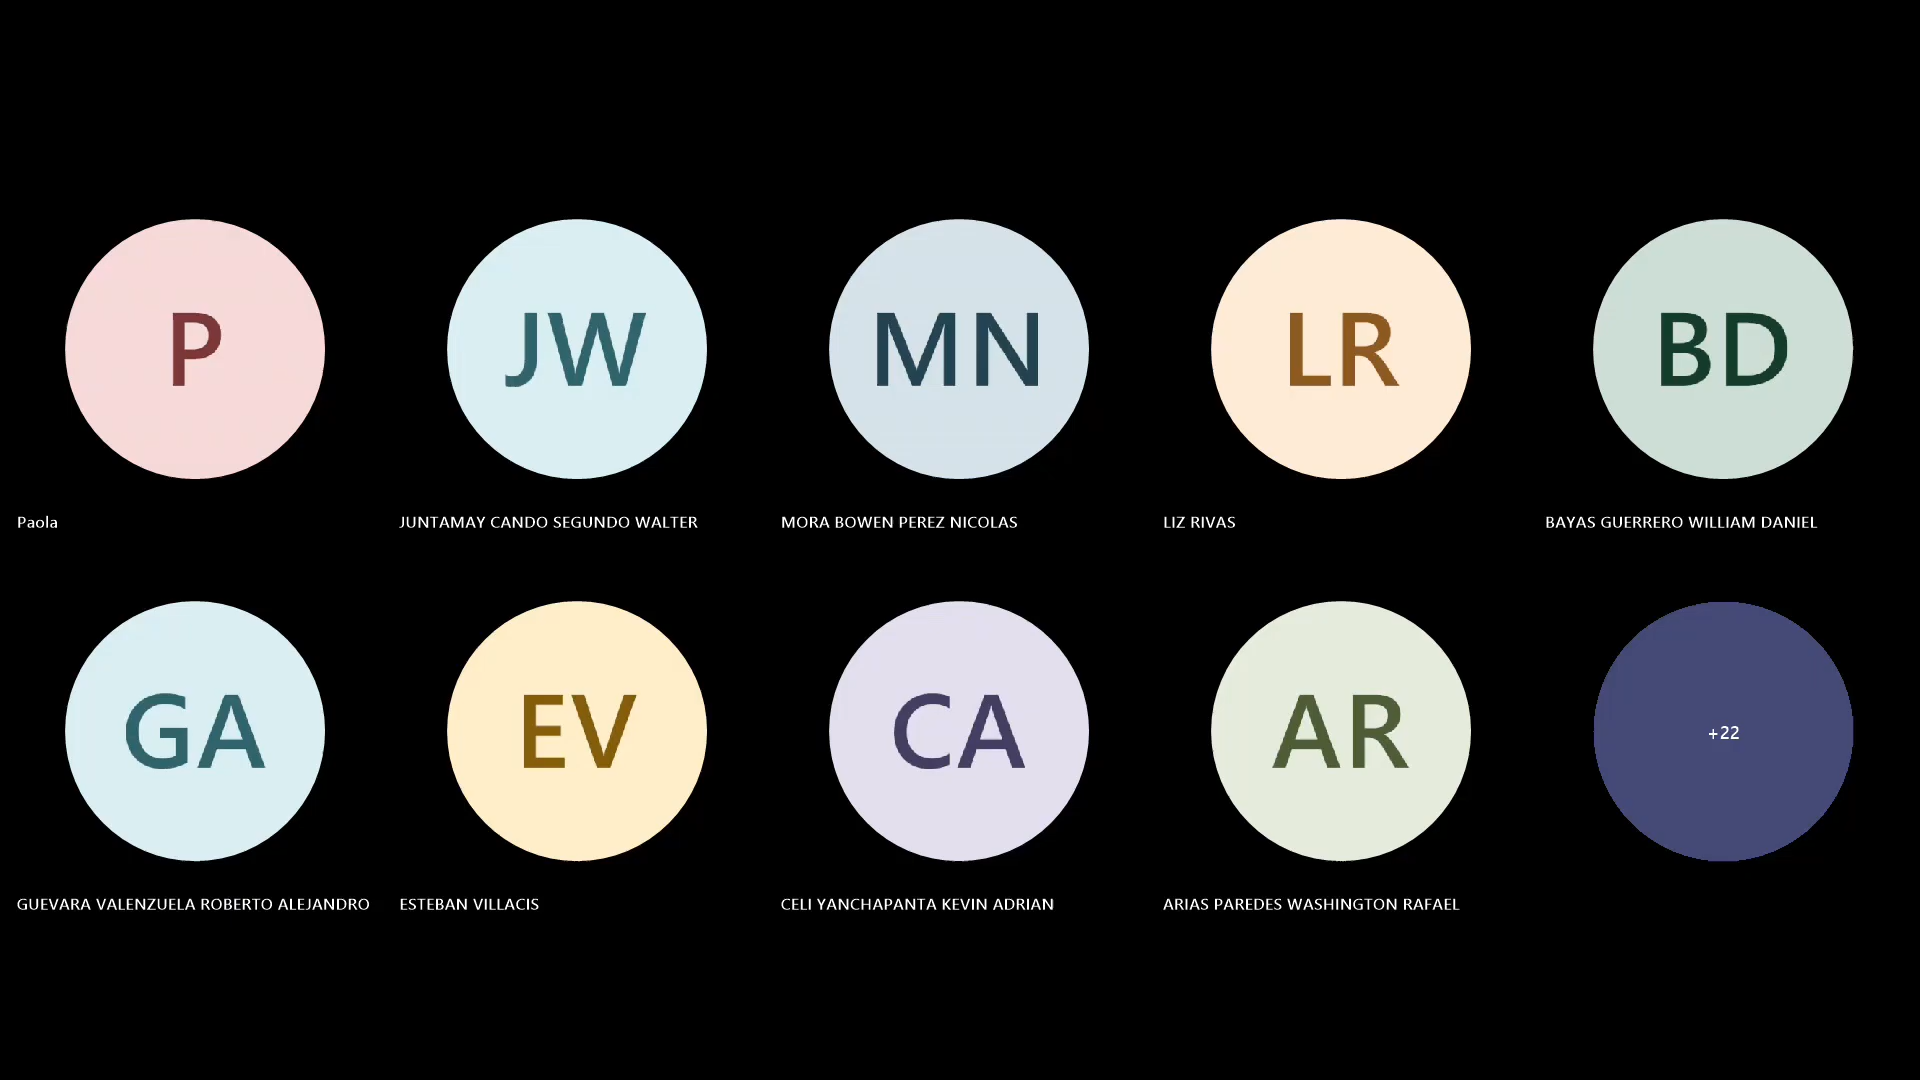 P
JW
MN
LR
BD
Paola
JUNTAMAY CANDO SEGUNDO WALTER
MORA BOWEN PEREZ NICOLAS
LIZ RIVAS
BAYAS GUERRERO WILLIAM DANIEL
GA
EV
CA
AR
+22
GUEVARA VALENZUELA ROBERTO ALEJANDRO
ESTEBAN VILLACIS
CELI YANCHAPANTA KEVIN ADRIAN
ARIAS PAREDES WASHINGTON RAFAEL